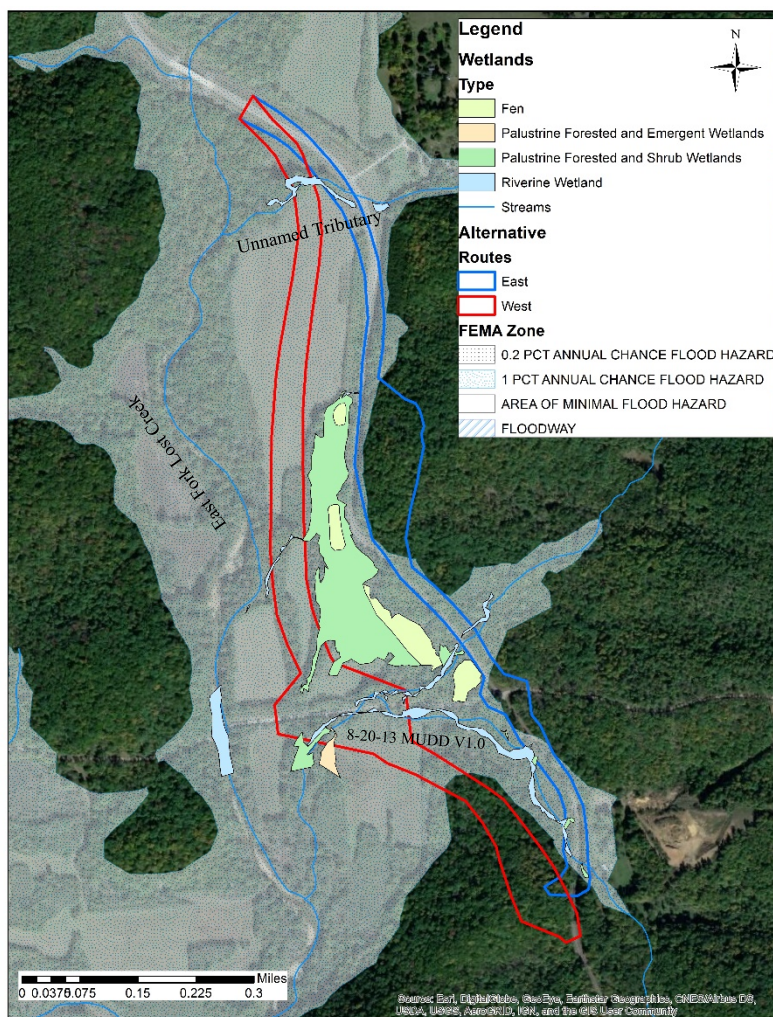 Legend
N
Wetlands
Type
Fen
Palustrine Forested and Emergent Wetlands
Palustrine Forested and Shrub Wetlands
Riverine Wetland
Streams
Alternative
Routes
East
West
FEMA Zone
0.2 PCT ANNUAL CHANCE FLOOD HAZARD
1 PCT ANNUAL CHANCE FLOOD HAZARD
AREA OF MINIMAL FLOOD HAZARD
FLOODWAY
Unnamed Tributary
East Fork Lost Creek
8-20-13 MUDD V1.0
Miles
0 0.0375 0.075 0.15 0.225 0.3
Source: Esri, DigitalGlobe, GeoEye, Earthstar Geographics, CNES/Airbus DS,
USDA, USGS, AeroGRID, IGN, and the GIS User Community